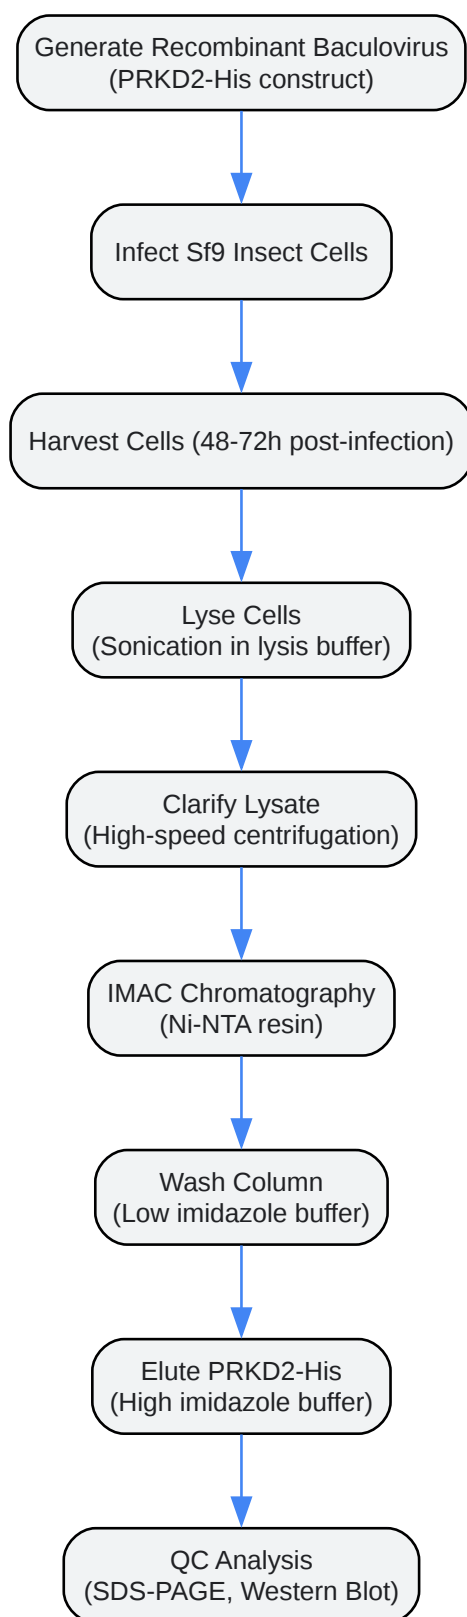 Generate Recombinant Baculovirus
(PRKD2-His construct)
Infect Sf9 Insect Cells
Harvest Cells (48-72h post-infection)
Lyse Cells
(Sonication in lysis buffer)
Clarify Lysate
(High-speed centrifugation)
IMAC Chromatography
(Ni-NTA resin)
Wash Column
(Low imidazole buffer)
Elute PRKD2-His
(High imidazole buffer)
QC Analysis
(SDS-PAGE, Western Blot)